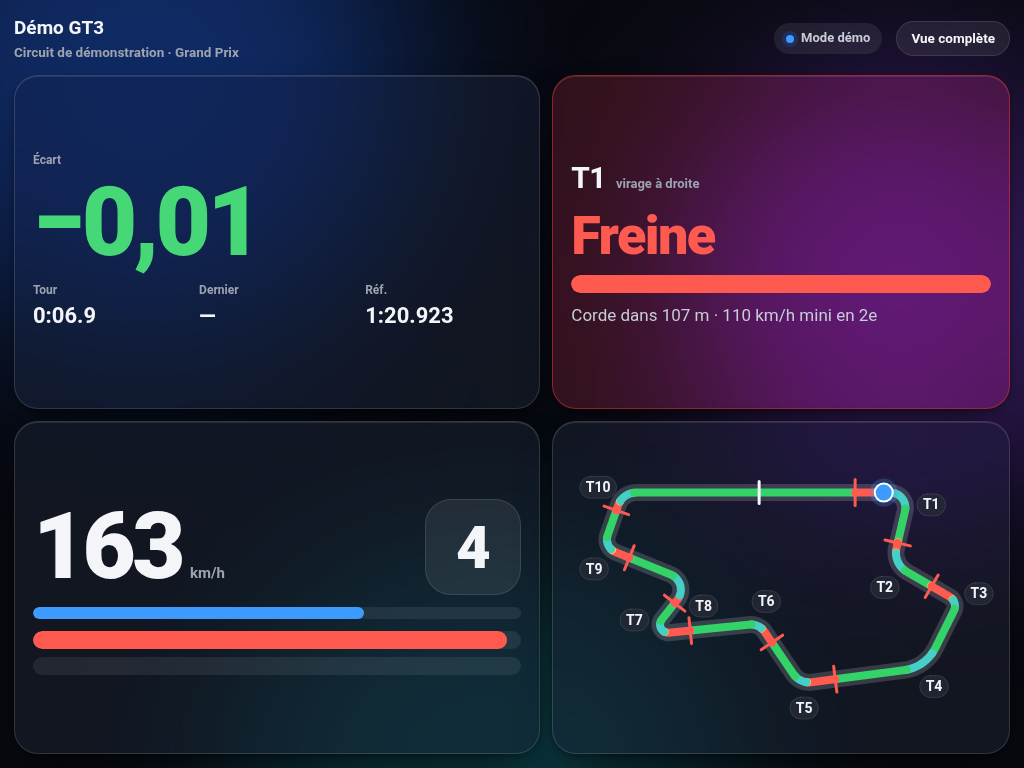 Démo GT3
Circuit de démonstration · Grand Prix
Mode démo
Vue complète
Écart
−0,01
Tour
Dernier
Réf.
0:06.9
—
1:20.923
T1 virage à droite
Freine
Corde dans 107 m · 110 km/h mini en 2e
163 km/h
4
T10
T1
T9
T2
T3
T8
T6
T7
T4
T5